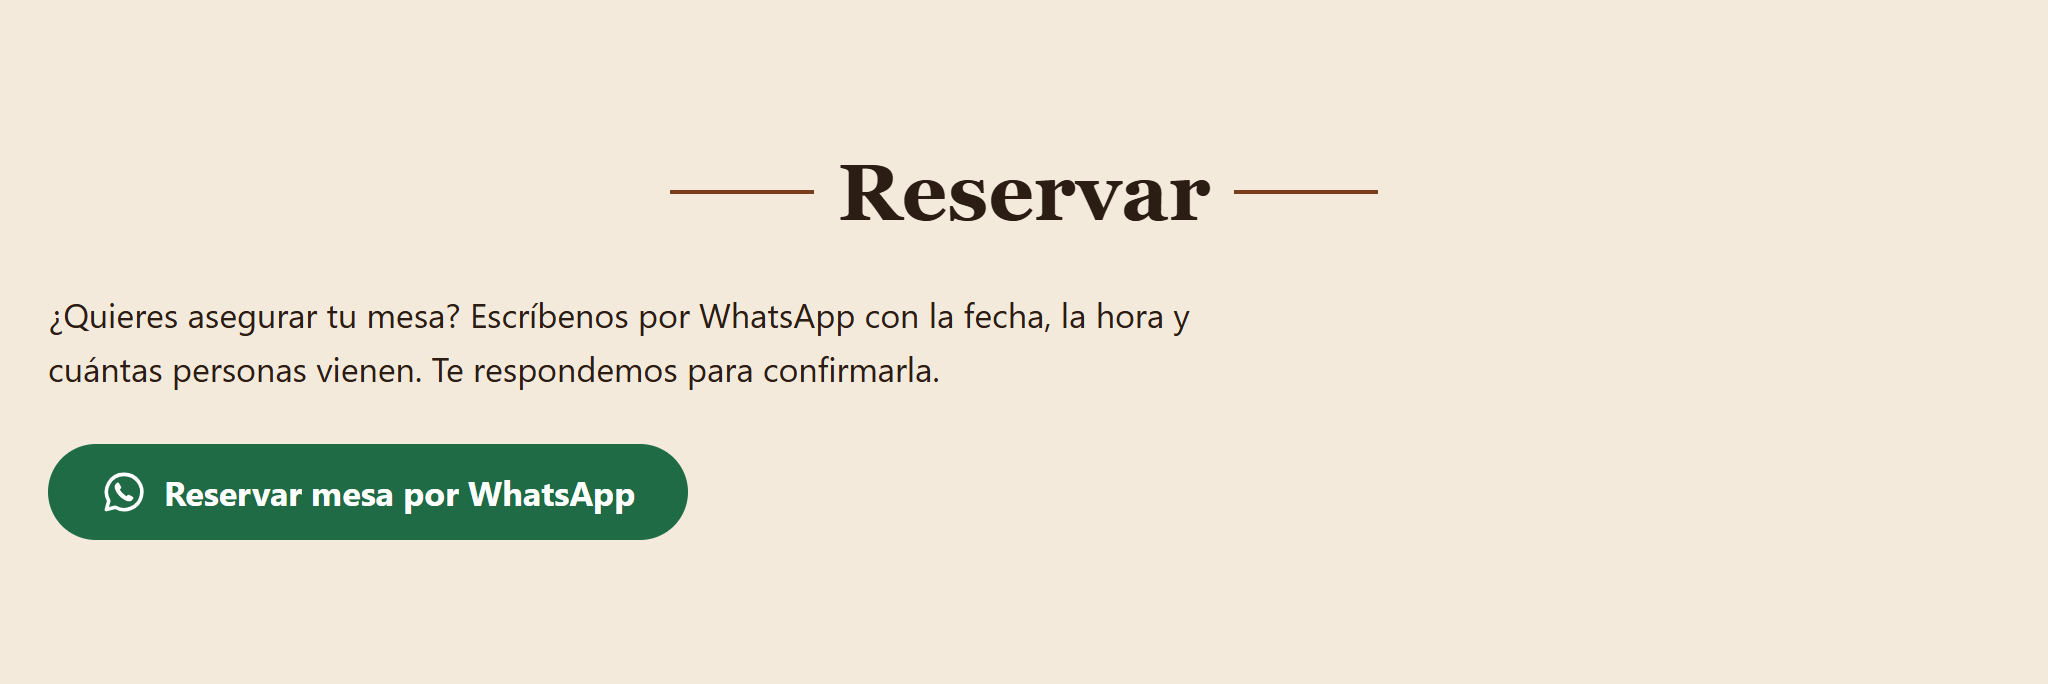 Reservar
¿Quieres asegurar tu mesa? Escríbenos por WhatsApp con la fecha, la hora y
cuántas personas vienen. Te respondemos para confirmarla.
Reservar mesa por WhatsApp